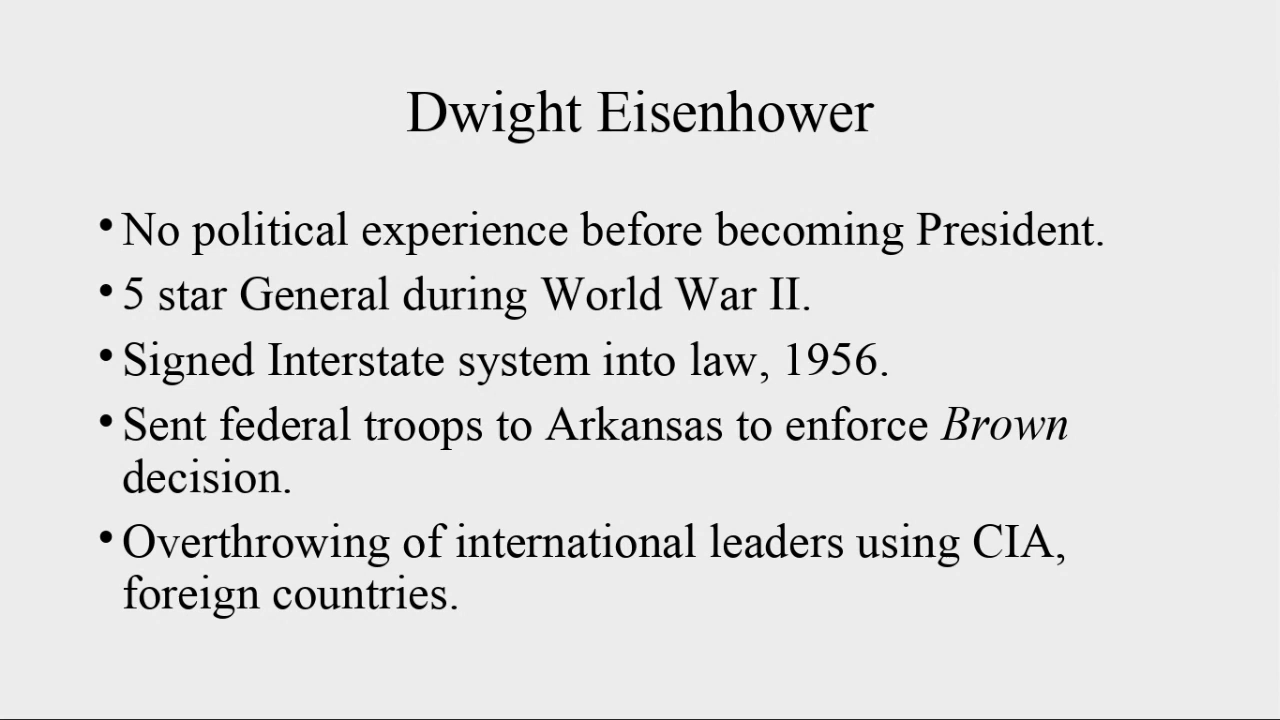 Dwight Eisenhower
• No political experience before becoming President.
• 5 star General during World War II.
• Signed Interstate system into law, 1956.
• Sent federal troops to Arkansas to enforce Brown
decision.
• Overthrowing of international leaders using CIA,
foreign countries.